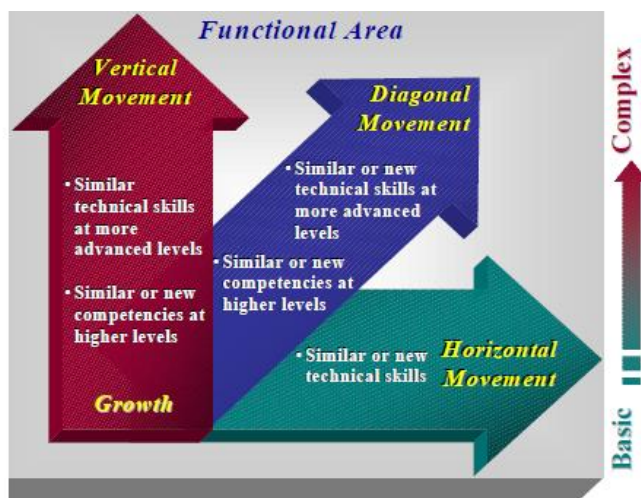 Functional Area
Vertical
Movement
• Similar
technical skills
at more
advanced levels
• Similar or new
competencies at
higher levels
Growth
Diagonal
Movement
• Similar or new
technical skills at
more advanced
levels
• Similar or new
competencies at
higher levels
• Similar or new
technical skills
Horizontal
Movement
Complex
Basic